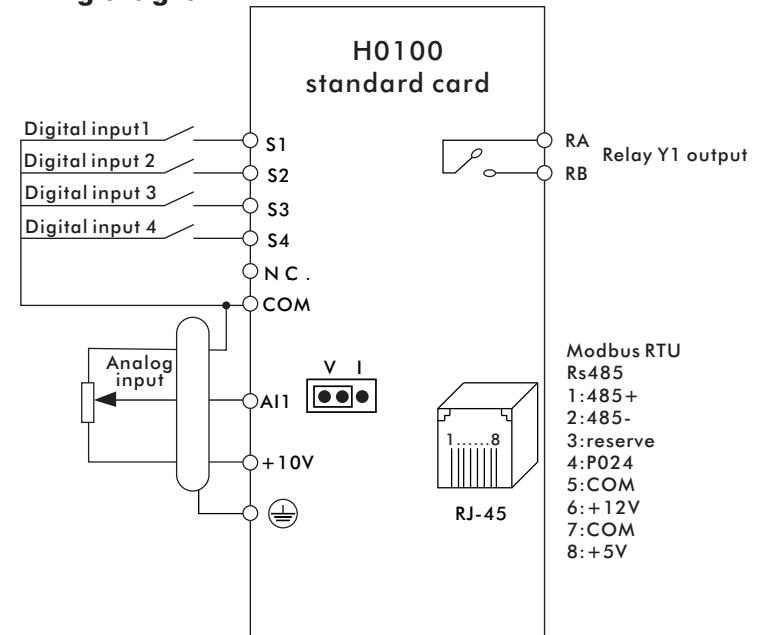 H0100
standard card
Digital input1
Digital input 2
Digital input 3
Digital input 4
S1
S2
S3
S4
NC.
COM
Analog
input
AI1
+10V
V I
RA
RB
Relay Y1 output
1......8
RJ-45
Modbus RTU
Rs485
1:485+
2:485-
3:reserve
4:P024
5:COM
6:+12V
7:COM
8:+5V